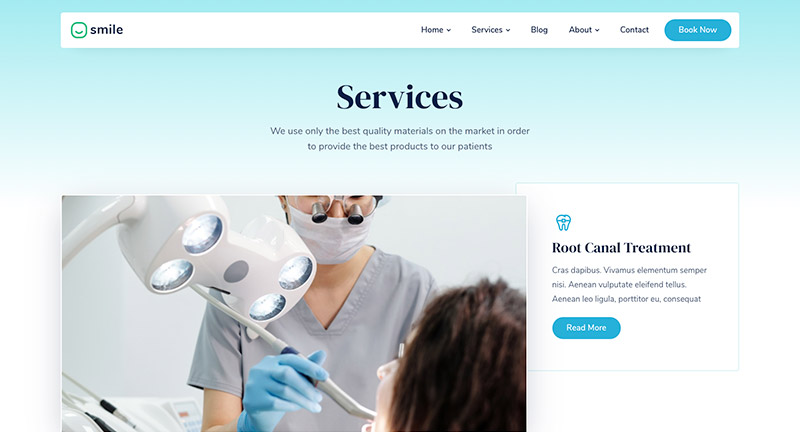 smile
Home
Services
Blog
About
Contact
Book Now
Services
We use only the best quality materials on the market in order
to provide the best products to our patients
Root Canal Treatment
Cras dapibus. Vivamus elementum semper
nisi. Aenean vulputate eleifend tellus.
Aenean leo ligula, porttitor eu, consequat
Read More